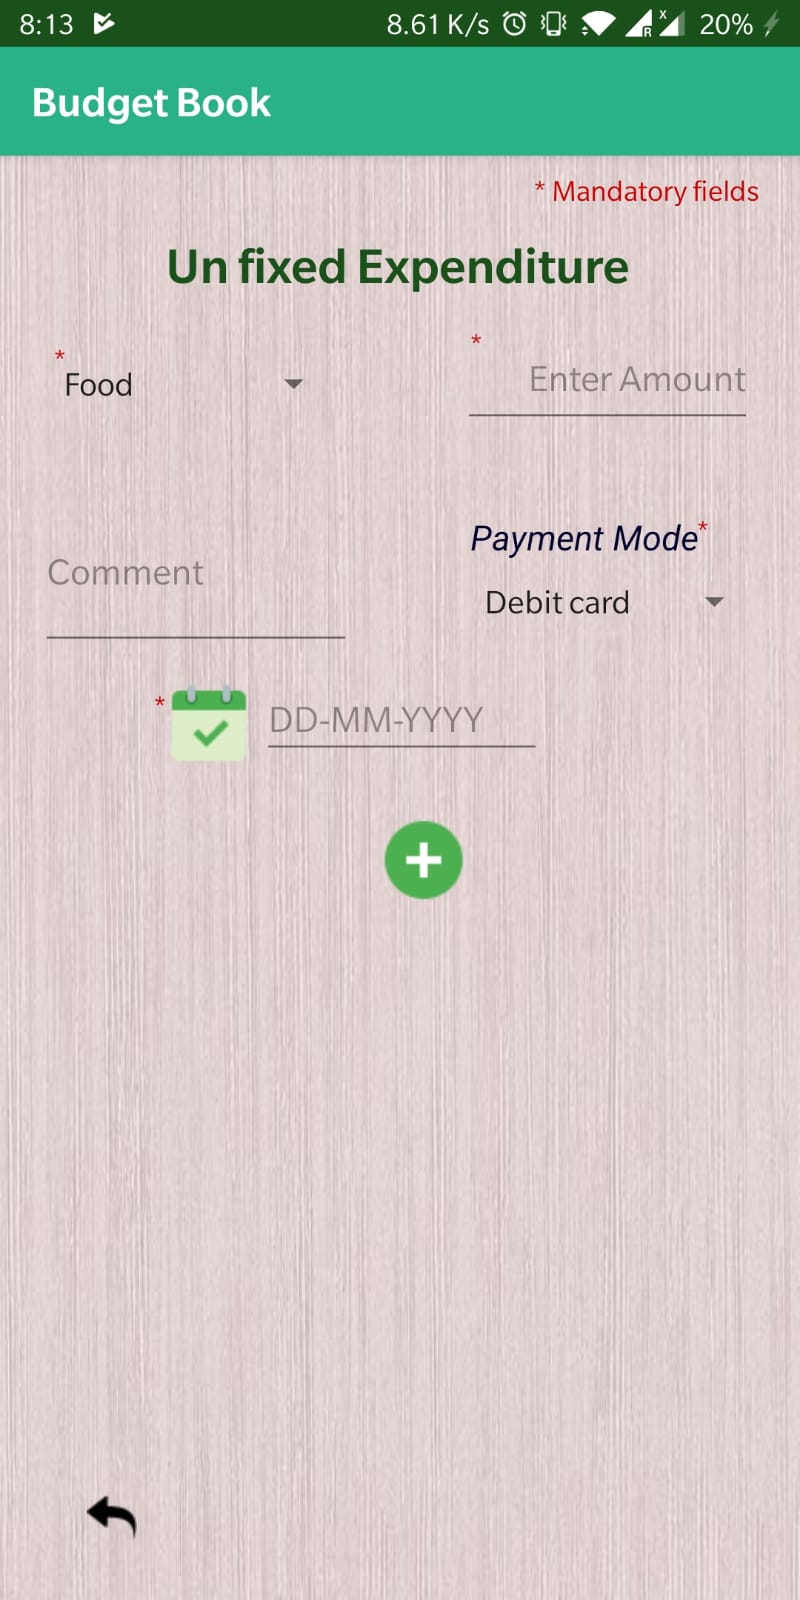 8:13 8.61 K/s R x 20%
Budget Book
* Mandatory fields
Un fixed Expenditure
*
* Food
Enter Amount
Payment Mode*
Comment
Debit card
* DD-MM-YYYY